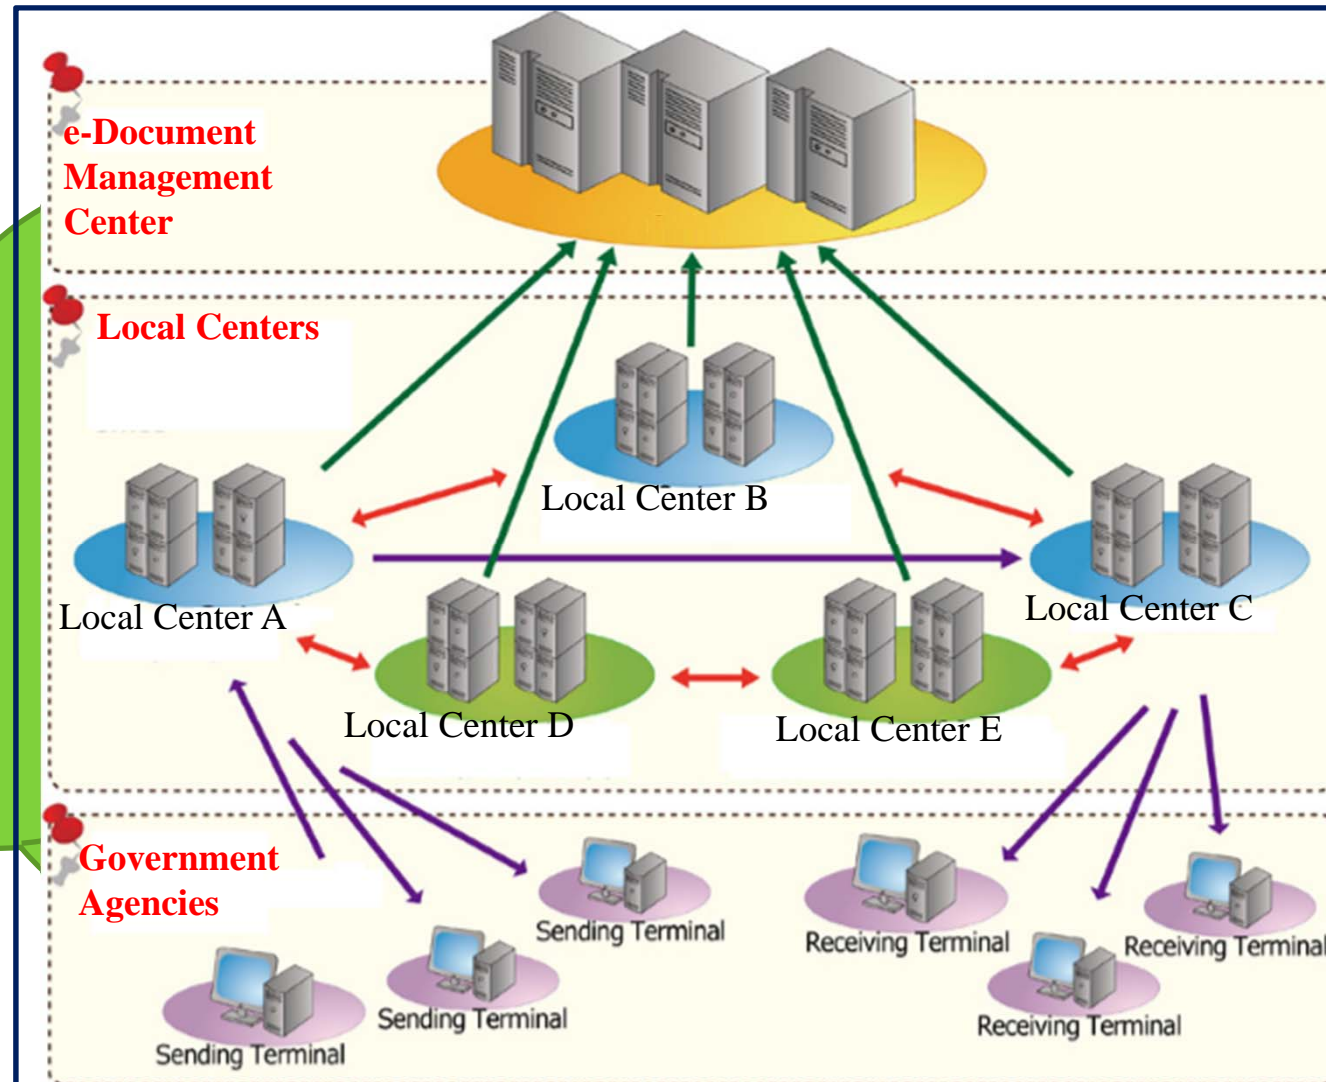 e-Document
Management
Center
Local Centers
Local Center B
Local Center A
Local Center C
Local Center D
Local Center E
Government
Agencies
Sending Terminal
Sending Terminal
Sending Terminal
Receiving Terminal
Receiving Terminal
Receiving Terminal